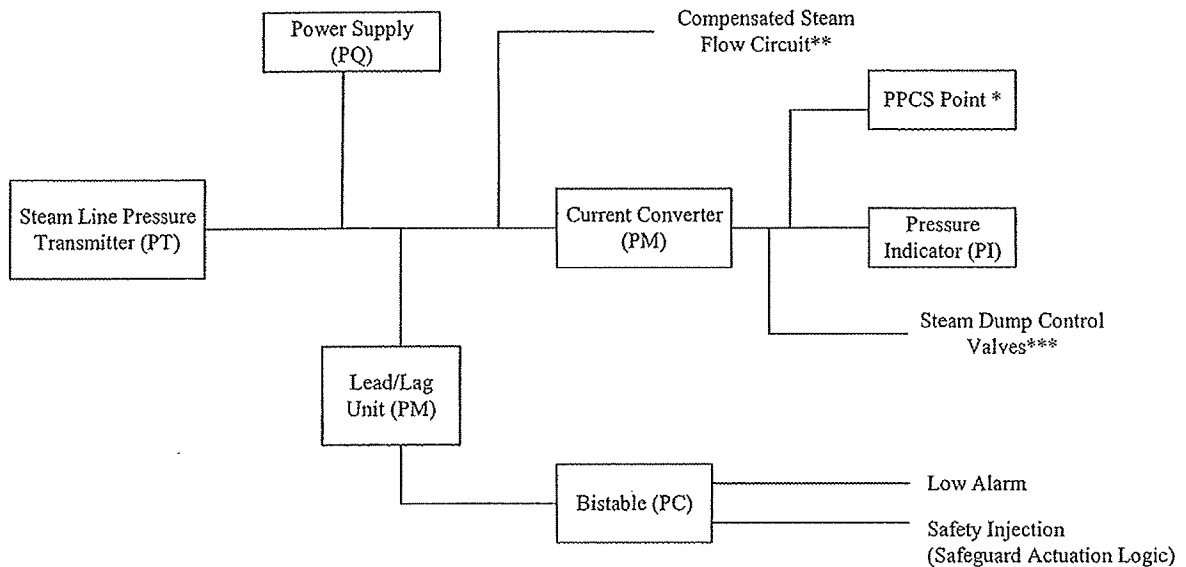 Power Supply
(PQ)
Compensated Steam
Flow Circuit**
PPCS Point *
Steam Line Pressure
Transmitter (PT)
Current Converter
(PM)
Pressure
Indicator (PI)
Steam Dump Control
Valves***
Lead/Lag
Unit (PM)
Bistable (PC)
Low Alarm
Safety Injection
(Safeguard Actuation Logic)